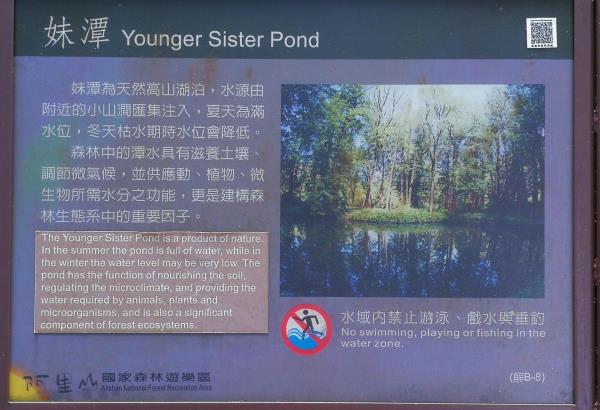 妹潭 Younger Sister Pond
妹潭為天然高山湖泊，水源由
附近的小山澗匯集注入，夏天為滿
水位，冬天枯水期時水位會降低。
森林中的潭水具有滋養土壤、
調節微氣候，並供應動、植物、微
生物所需水分之功能，更是建構森
林生態系中的重要因子。
The Younger Sister Pond is a product of nature.
In the summer the pond is full of water, while in
the winter the water level may be very low. The
pond has the function of nourishing the soil,
regulating the microclimate, and providing the
water required by animals, plants and
microorganisms, and is also a significant
component of forest ecosystems.
水域內禁止游泳、戲水與垂釣
No swimming, playing or fishing in the
water zone.
阿里山 國家森林遊樂區
Alishan National Forest Recreation Area
(解B-8)